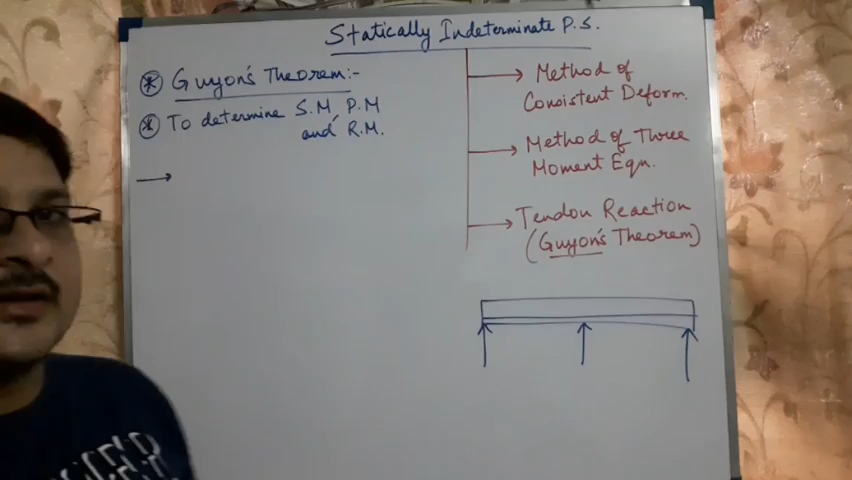 Statically Indeterminate P.S.
* Guyon's Theorem:-
* To determine S.M, P.M
and R.M.
Method of
Consistent Deform.
Method of Three
Moment Eqn.
Tendon Reaction
(Guyon's Theorem)